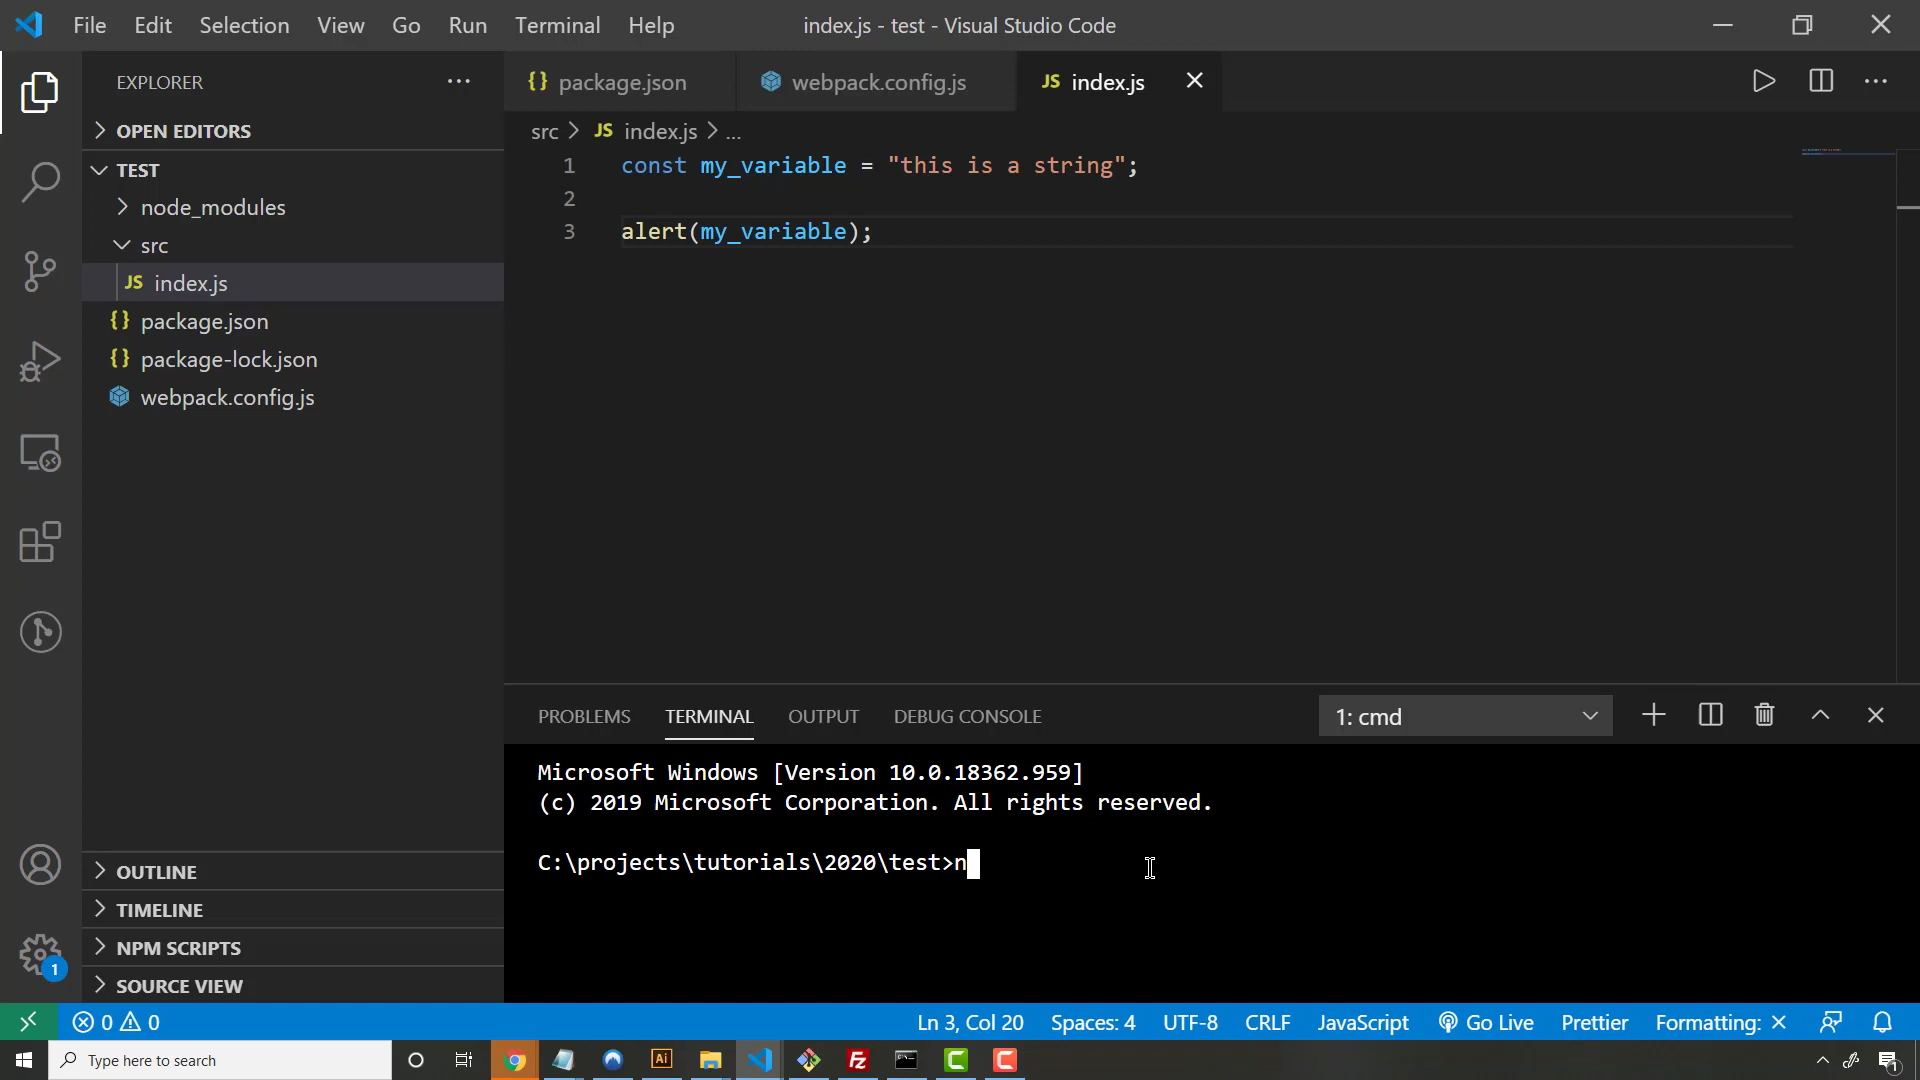 File Edit Selection View Go Run Terminal Help index.js - test - Visual Studio Code
EXPLORER
OPEN EDITORS
TEST
node_modules
src
JS index.js
{} package.json
{} package-lock.json
webpack.config.js
OUTLINE
TIMELINE
NPM SCRIPTS
SOURCE VIEW
{} package.json webpack.config.js JS index.js
src > JS index.js > ...
1 const my_variable = "this is a string";
2
3 alert(my_variable);
PROBLEMS TERMINAL OUTPUT DEBUG CONSOLE 1: cmd
Microsoft Windows [Version 10.0.18362.959]
(c) 2019 Microsoft Corporation. All rights reserved.
C:\projects\tutorials\2020\test>n
1
0 0 Ln 3, Col 20 Spaces: 4 UTF-8 CRLF JavaScript Go Live Prettier Formatting: ×
Type here to search Ai Fz C C 1